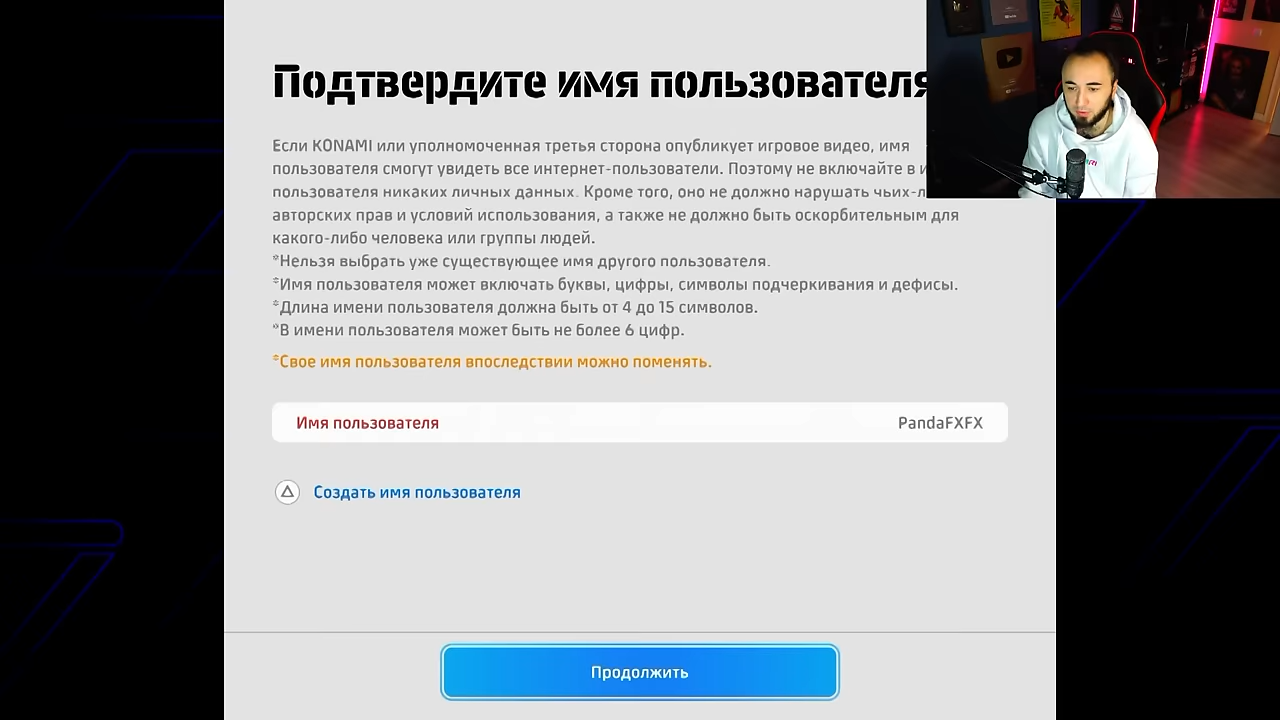 Подтвердите имя пользователя
Если KONAMI или уполномоченная третья сторона опубликует игровое видео, имя
пользователя смогут увидеть все интернет-пользователи. Поэтому не включайте в
пользователя никаких личных данных. Кроме того, оно не должно нарушать чьих-
авторских прав и условий использования, а также не должно быть оскорбительным для
какого-либо человека или группы людей.
*Нельзя выбрать уже существующее имя другого пользователя.
*Имя пользователя может включать буквы, цифры, символы подчеркивания и дефисы.
*Длина имени пользователя должна быть от 4 до 15 символов.
*В имени пользователя может быть не более 6 цифр.
*Свое имя пользователя впоследствии можно поменять.
Имя пользователя PandaFXFX
Создать имя пользователя
Продолжить